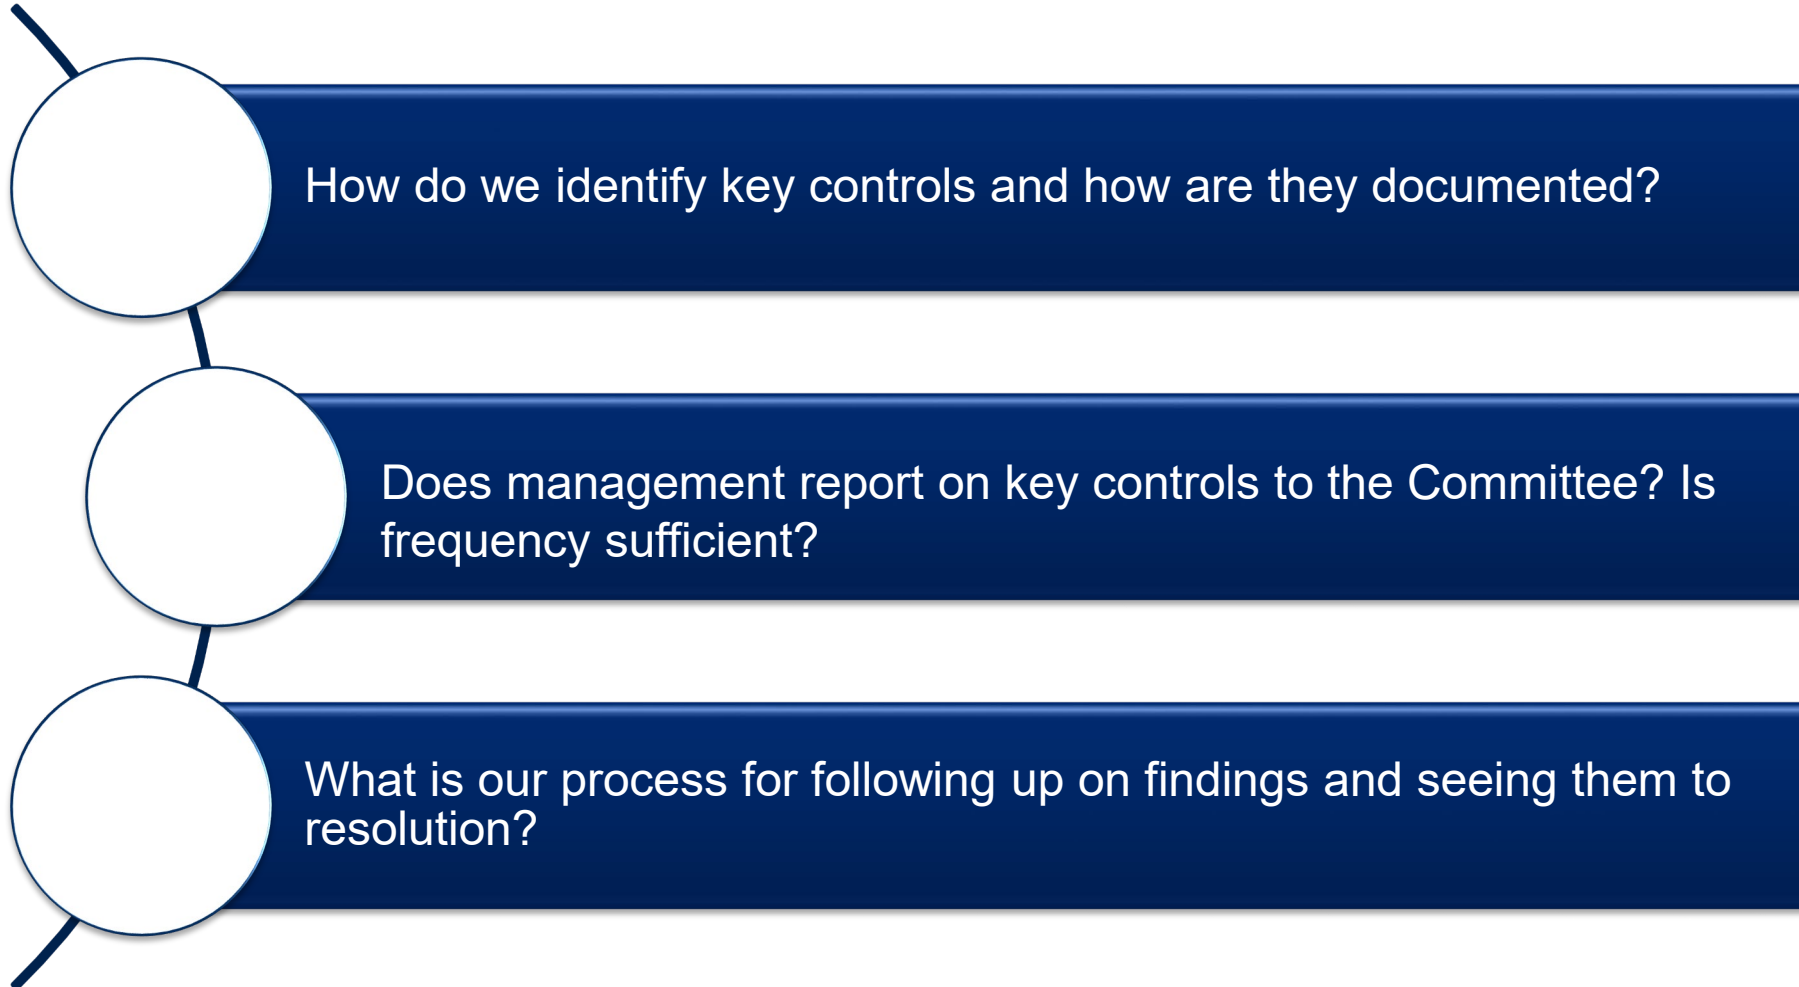 How do we identify key controls and how are they documented?
Does management report on key controls to the Committee? Is
frequency sufficient?
What is our process for following up on findings and seeing them to
resolution?